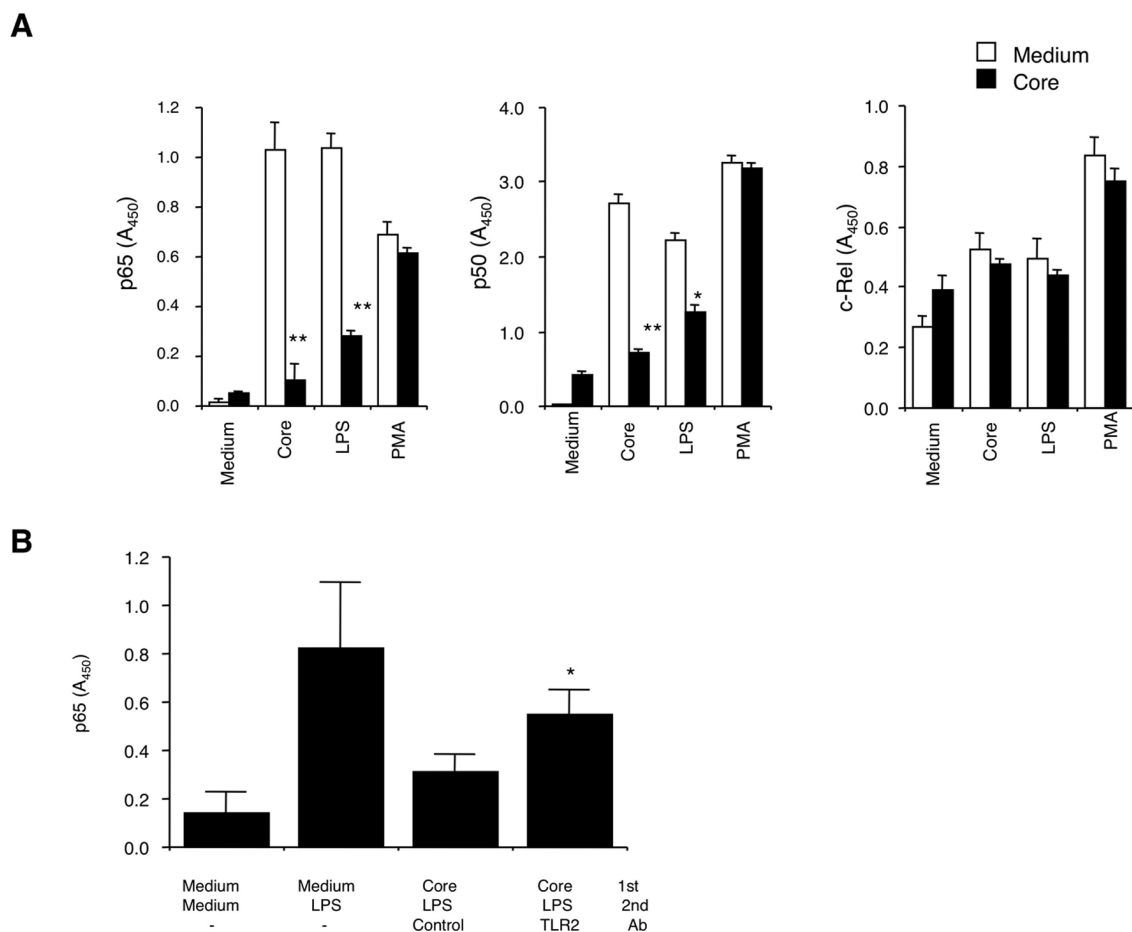 A
Medium
Core
p65 (A450)
1.2
1.0
0.8
0.6
0.4
0.2
0.0
**
**
Medium
Core
LPS
PMA
p50 (A450)
4.0
3.0
2.0
1.0
0.0
**
*
Medium
Core
LPS
PMA
c-Rel (A450)
1.0
0.8
0.6
0.4
0.2
0.0
Medium
Core
LPS
PMA
B
p65 (A450)
1.2
1.0
0.8
0.6
0.4
0.2
0.0
*
Medium Medium Core Core 1st
Medium LPS LPS LPS 2nd
- - Control TLR2 Ab